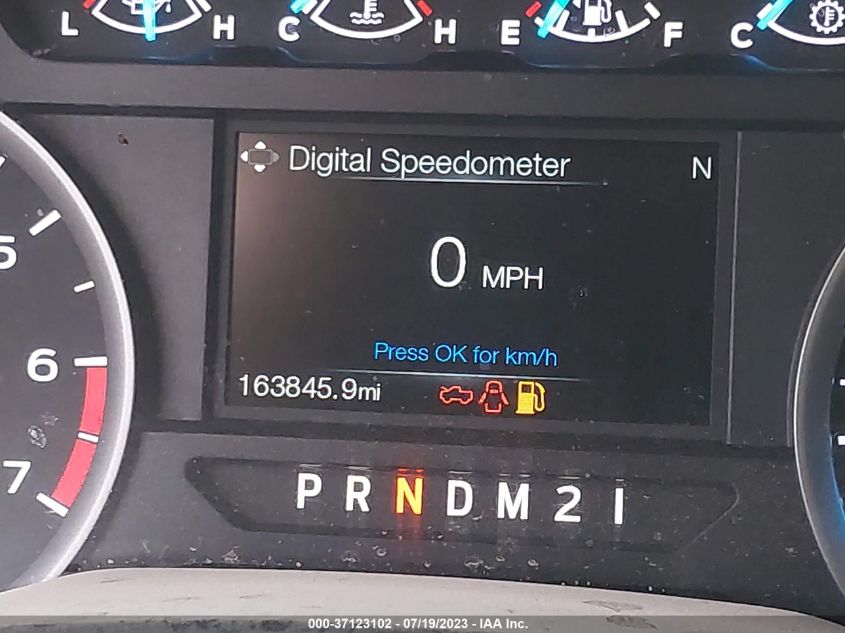 L H C H E F C
Digital Speedometer N
0 MPH
5
Press OK for km/h
6
163845.9mi
7
P R N D M 2 1
000-37123102 - 07/19/2023 - IAA Inc.